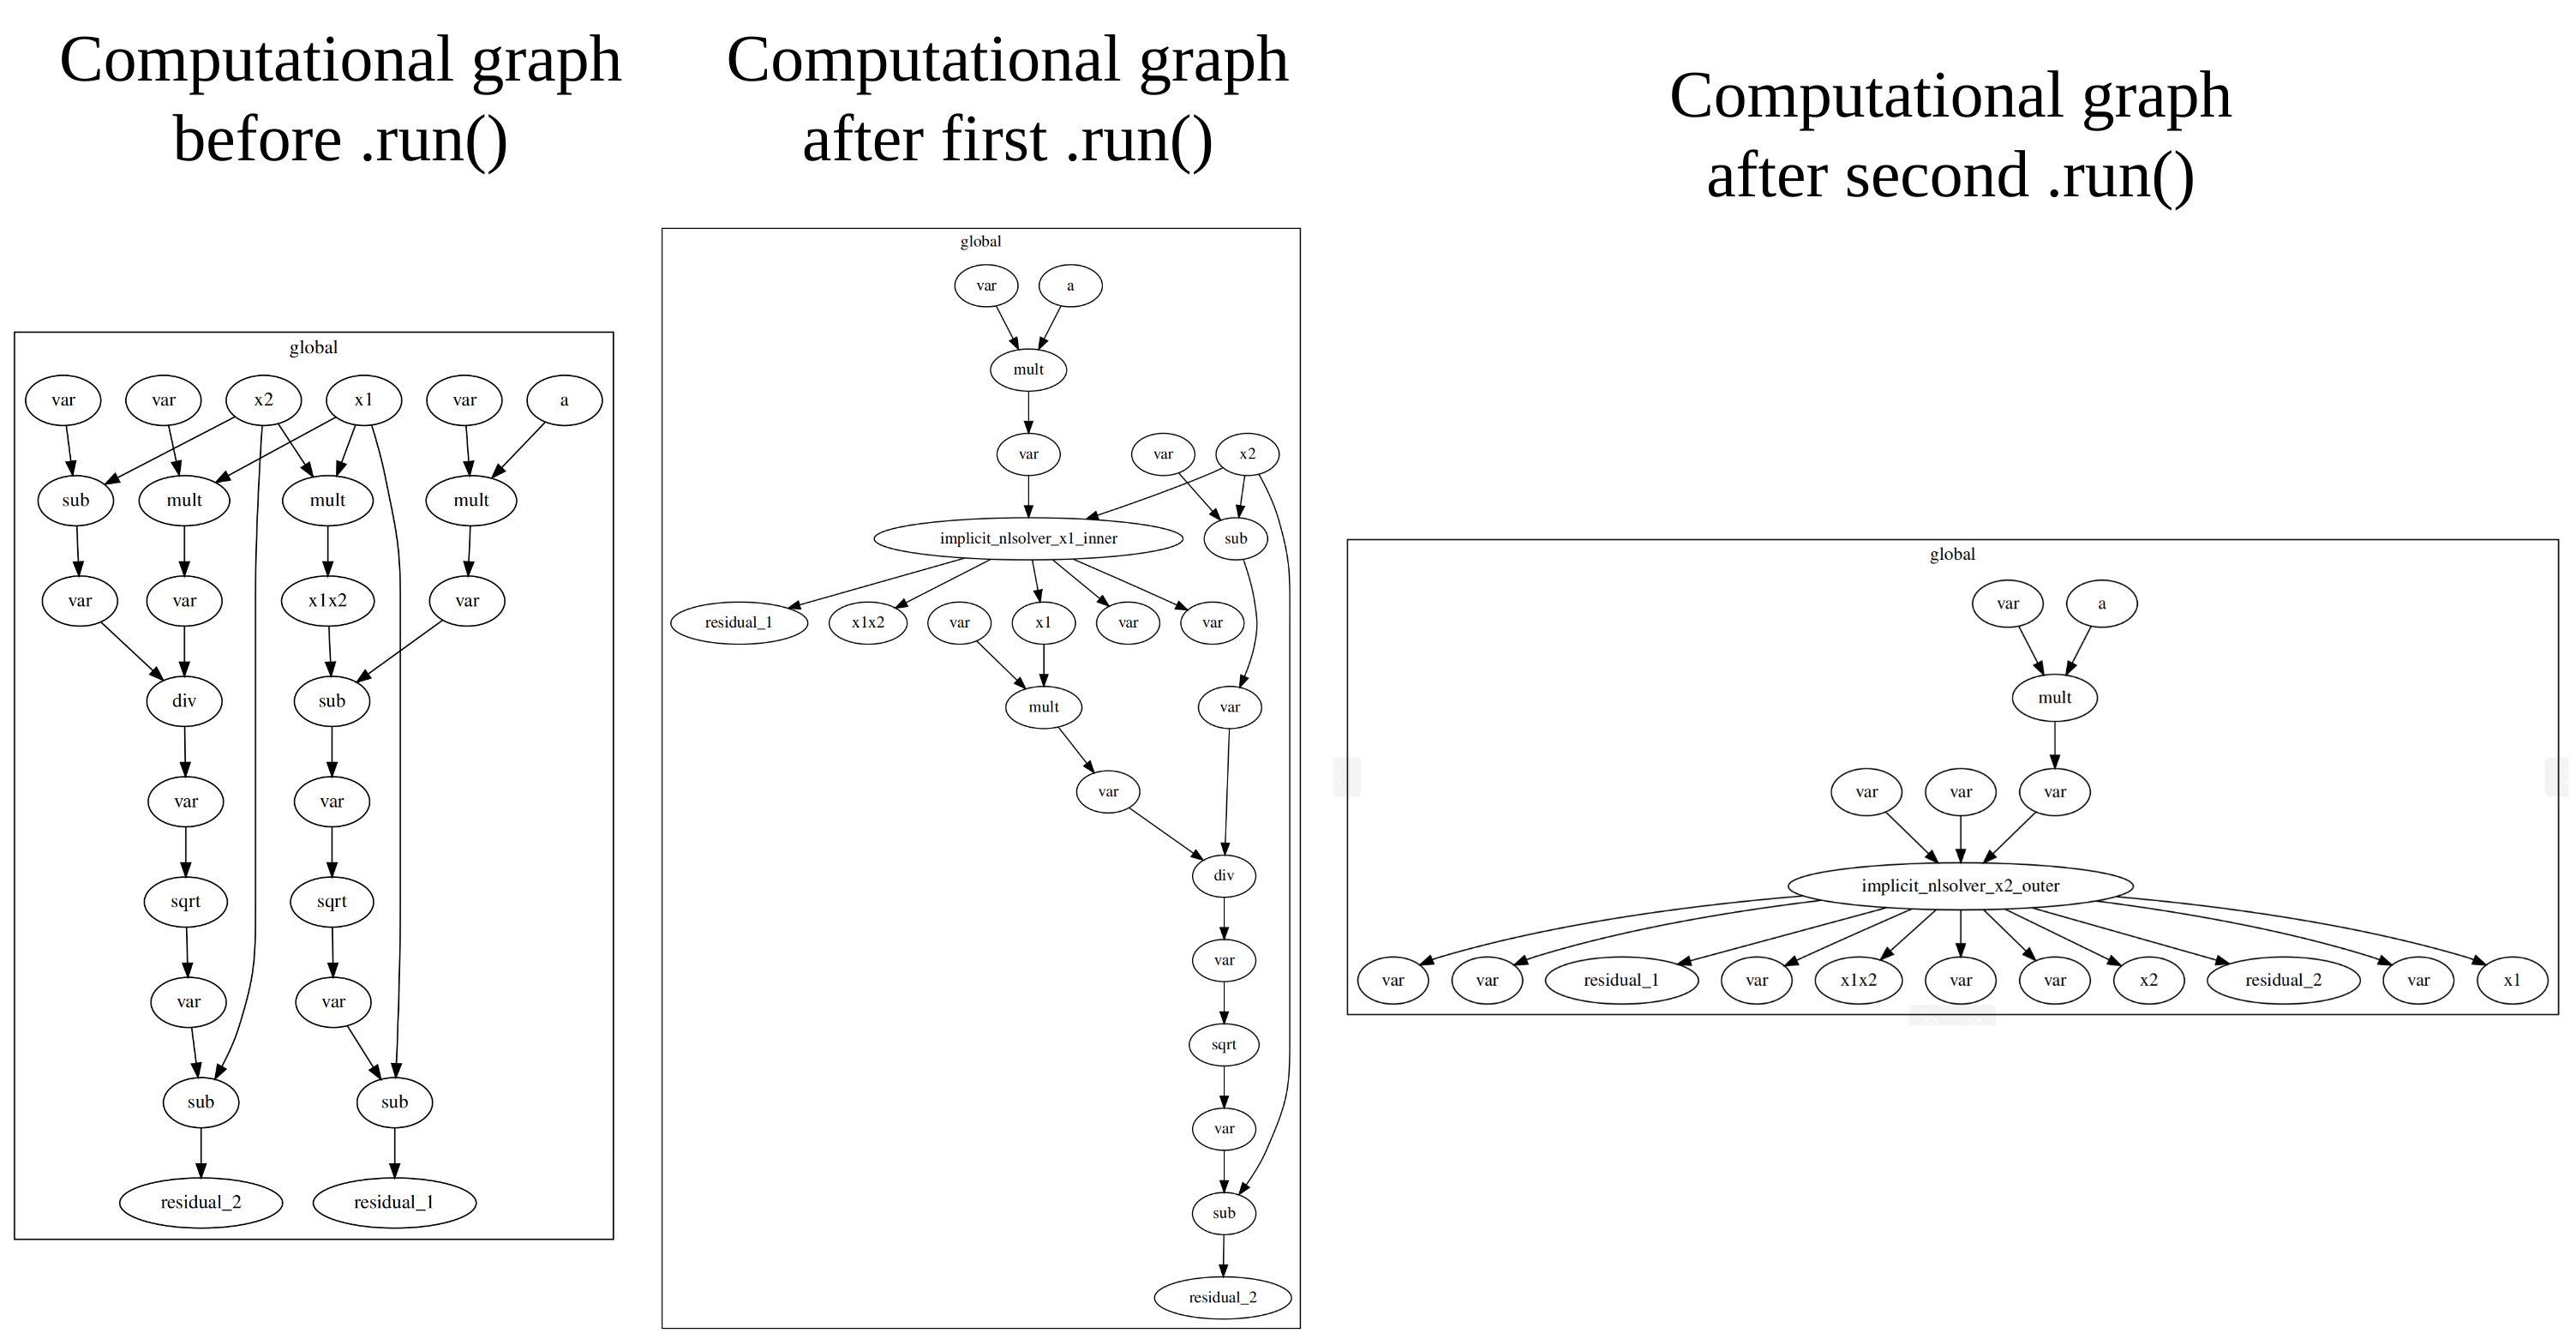 Computational graph
before .run()
global
var
var
x2
x1
var
a
sub
mult
mult
mult
var
var
x1x2
var
div
sub
var
var
sqrt
sqrt
var
var
sub
sub
residual_2
residual_1
Computational graph
after first .run()
global
var
a
mult
var
var
x2
implicit_nlsolver_x1_inner
sub
residual_1
x1x2
var
x1
var
var
mult
var
var
div
var
sqrt
var
sub
residual_2
Computational graph
after second .run()
global
var
a
mult
var
var
var
implicit_nlsolver_x2_outer
var
var
residual_1
var
x1x2
var
var
x2
residual_2
var
x1